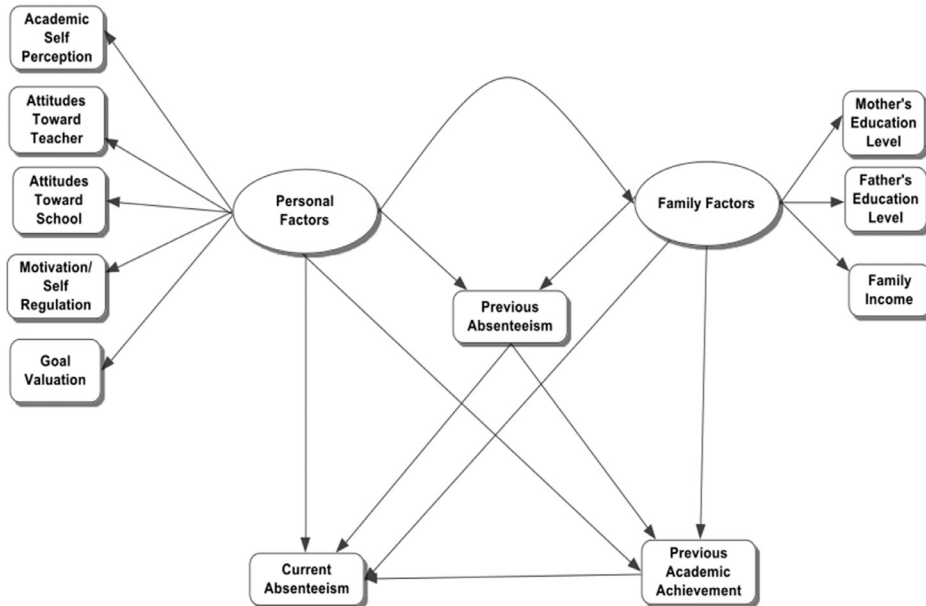 Academic
Self
Perception
Attitudes
Toward
Teacher
Attitudes
Toward
School
Motivation/
Self
Regulation
Goal
Valuation
Personal
Factors
Previous
Absenteeism
Family Factors
Mother's
Education
Level
Father's
Education
Level
Family
Income
Current
Absenteeism
Previous
Academic
Achievement